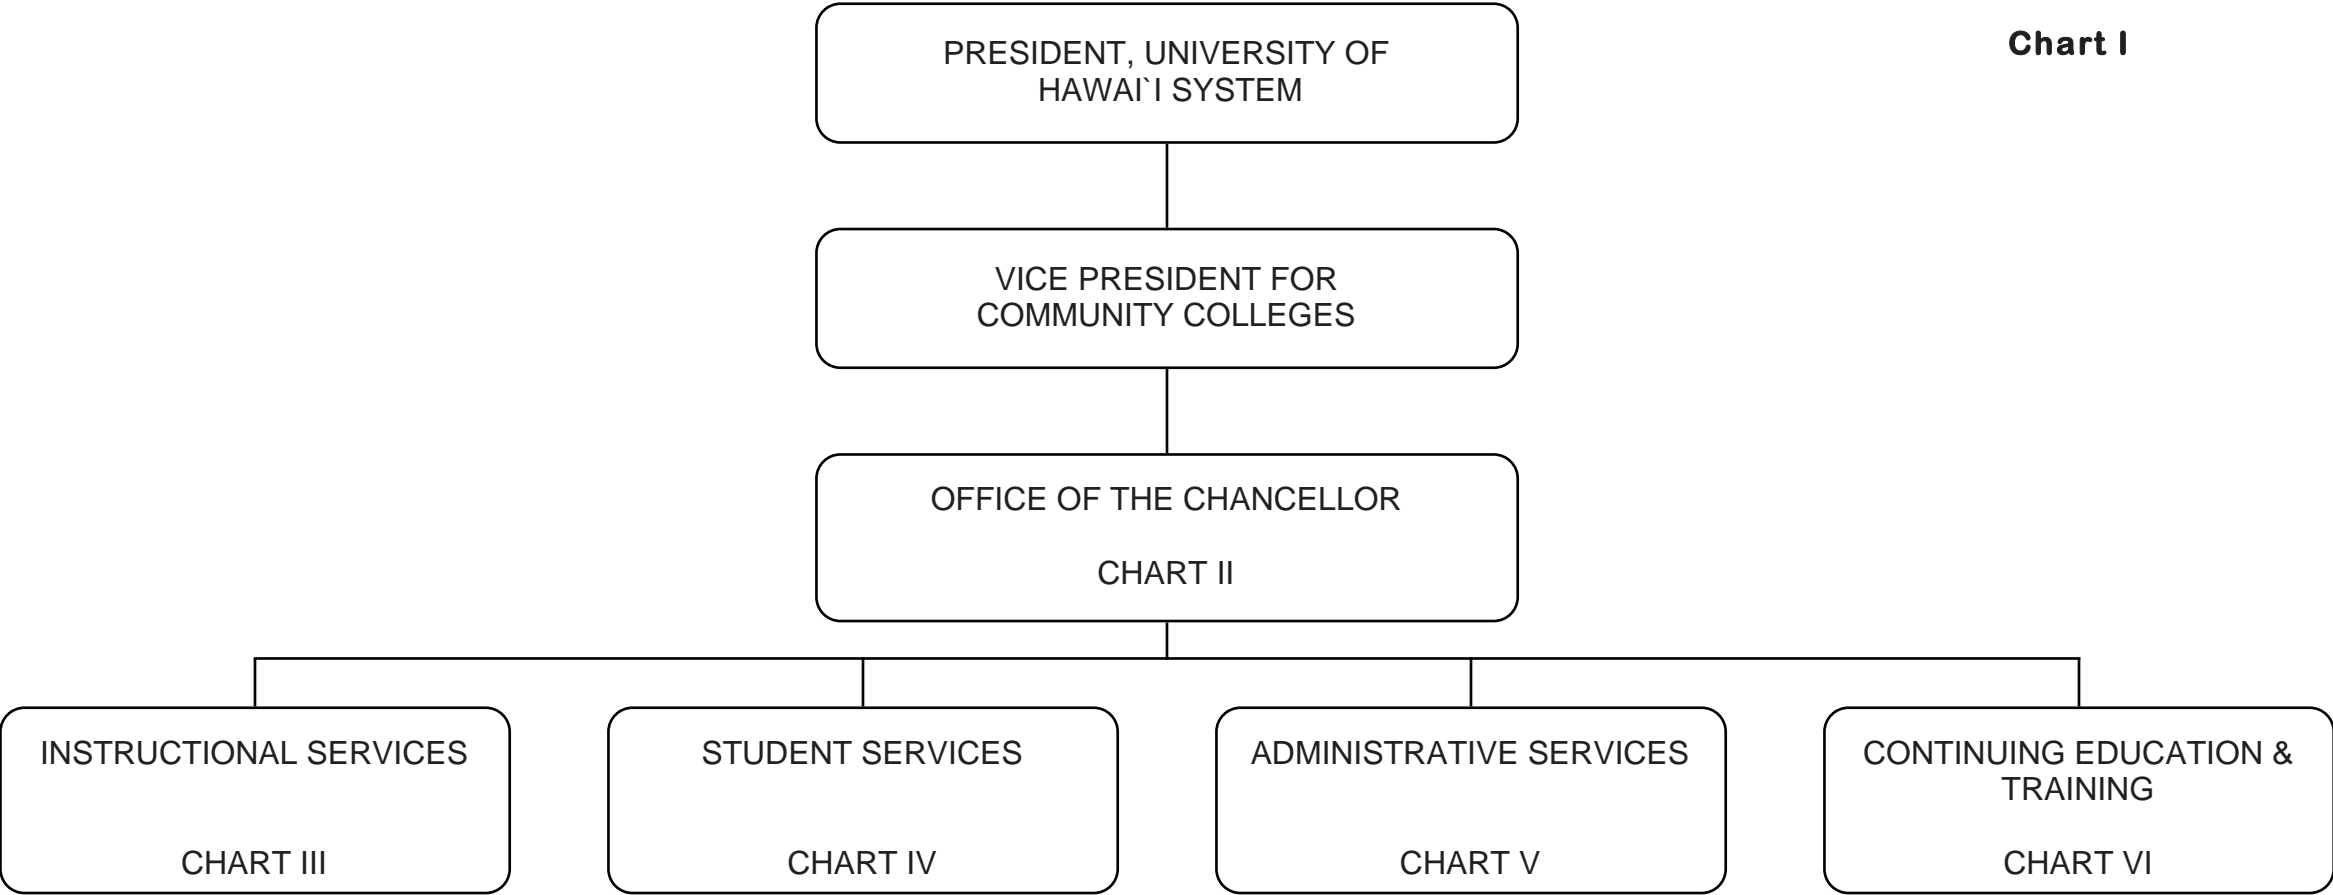 Chart I
PRESIDENT, UNIVERSITY OF
HAWAI`I SYSTEM
VICE PRESIDENT FOR
COMMUNITY COLLEGES
OFFICE OF THE CHANCELLOR
CHART II
INSTRUCTIONAL SERVICES
CHART III
STUDENT SERVICES
CHART IV
ADMINISTRATIVE SERVICES
CHART V
CONTINUING EDUCATION &
TRAINING
CHART VI